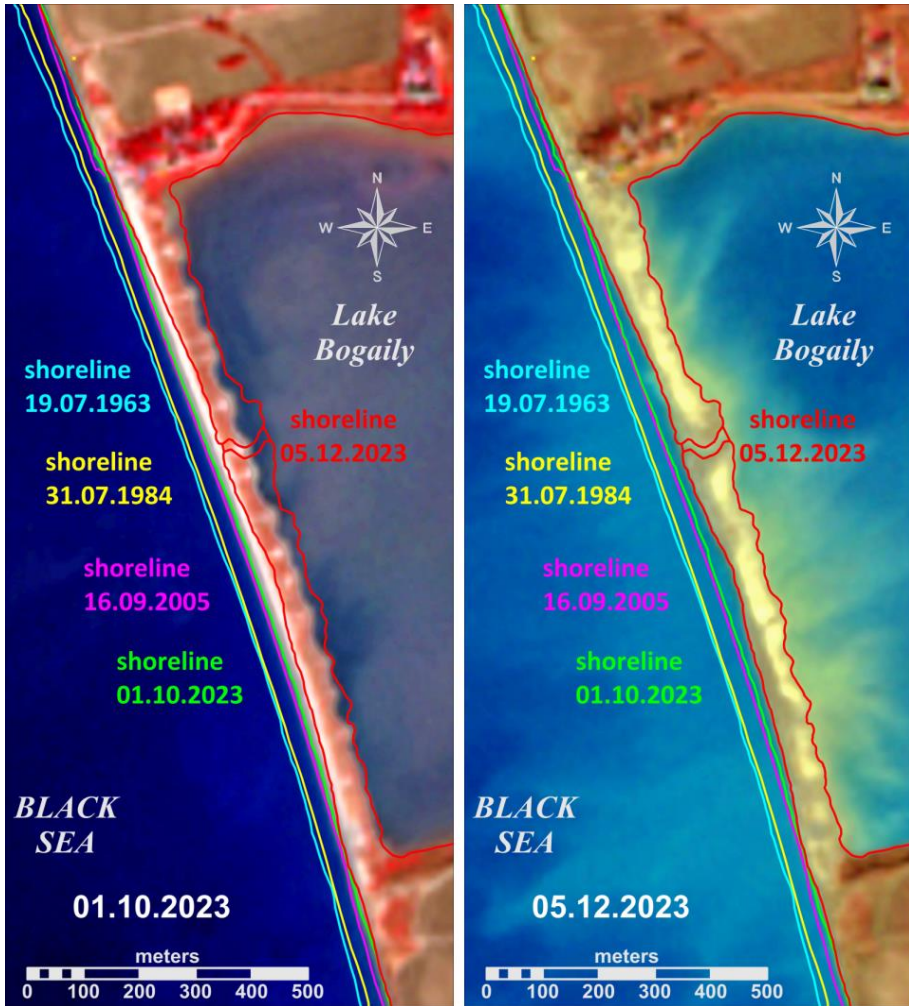 N
W E
S
Lake
Bogaily
shoreline
19.07.1963
shoreline
05.12.2023
shoreline
31.07.1984
shoreline
16.09.2005
shoreline
01.10.2023
BLACK
SEA
01.10.2023
meters
0 100 200 300 400 500
N
W E
S
Lake
Bogaily
shoreline
19.07.1963
shoreline
05.12.2023
shoreline
31.07.1984
shoreline
16.09.2005
shoreline
01.10.2023
BLACK
SEA
05.12.2023
meters
0 100 200 300 400 500